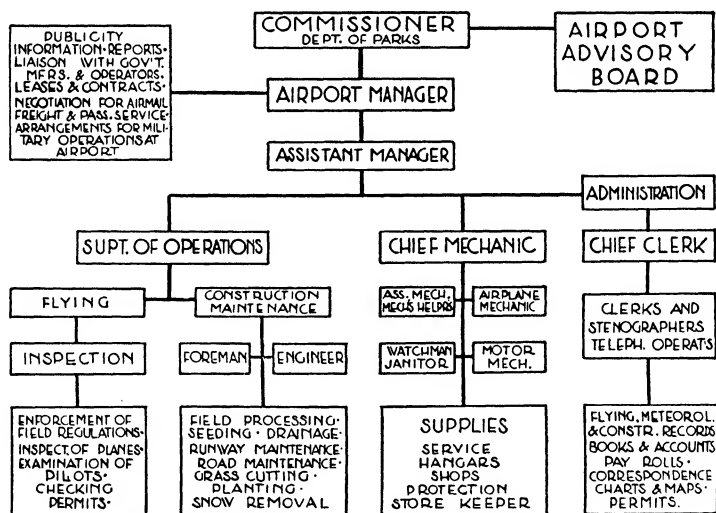 COMMISSIONER
DEPT. OF PARKS
AIRPORT
ADVISORY
BOARD
PUBLICITY
INFORMATION·REPORTS·
LIAISON WITH GOV'T.
MFRS. & OPERATORS·
LEASES & CONTRACTS·
NEGOTIATION FOR AIRMAIL
FREIGHT & PASS. SERVICE·
ARRANGEMENTS FOR MILI-
TARY OPERATIONS AT
AIRPORT
AIRPORT MANAGER
ASSISTANT MANAGER
ADMINISTRATION
SUPT. OF OPERATIONS
CHIEF MECHANIC
CHIEF CLERK
FLYING
CONSTRUCTION
MAINTENANCE
ASS. MECH.
MECH'S HELPR'S
AIRPLANE
MECHANIC
CLERKS AND
STENOGRAPHERS
TELEPH. OPERAT'S
INSPECTION
FOREMAN
ENGINEER
WATCHMAN
JANITOR
MOTOR
MECH.
ENFORCEMENT OF
FIELD REGULATIONS·
INSPECT. OF PLANES·
EXAMINATION OF
PILOTS·
CHECKING
PERMITS·
FIELD PROCESSING·
SEEDING · DRAINAGE·
RUNWAY MAINTENANCE·
ROAD MAINTENANCE·
GRASS CUTTING·
PLANTING·
SNOW REMOVAL
SUPPLIES
SERVICE
HANGARS
SHOPS
PROTECTION
STORE KEEPER
FLYING, METEOROL.
& CONSTR. RECORDS
BOOKS & ACCOUNTS
PAY ROLLS·
CORRESPONDENCE
CHARTS & MAPS·
PERMITS.